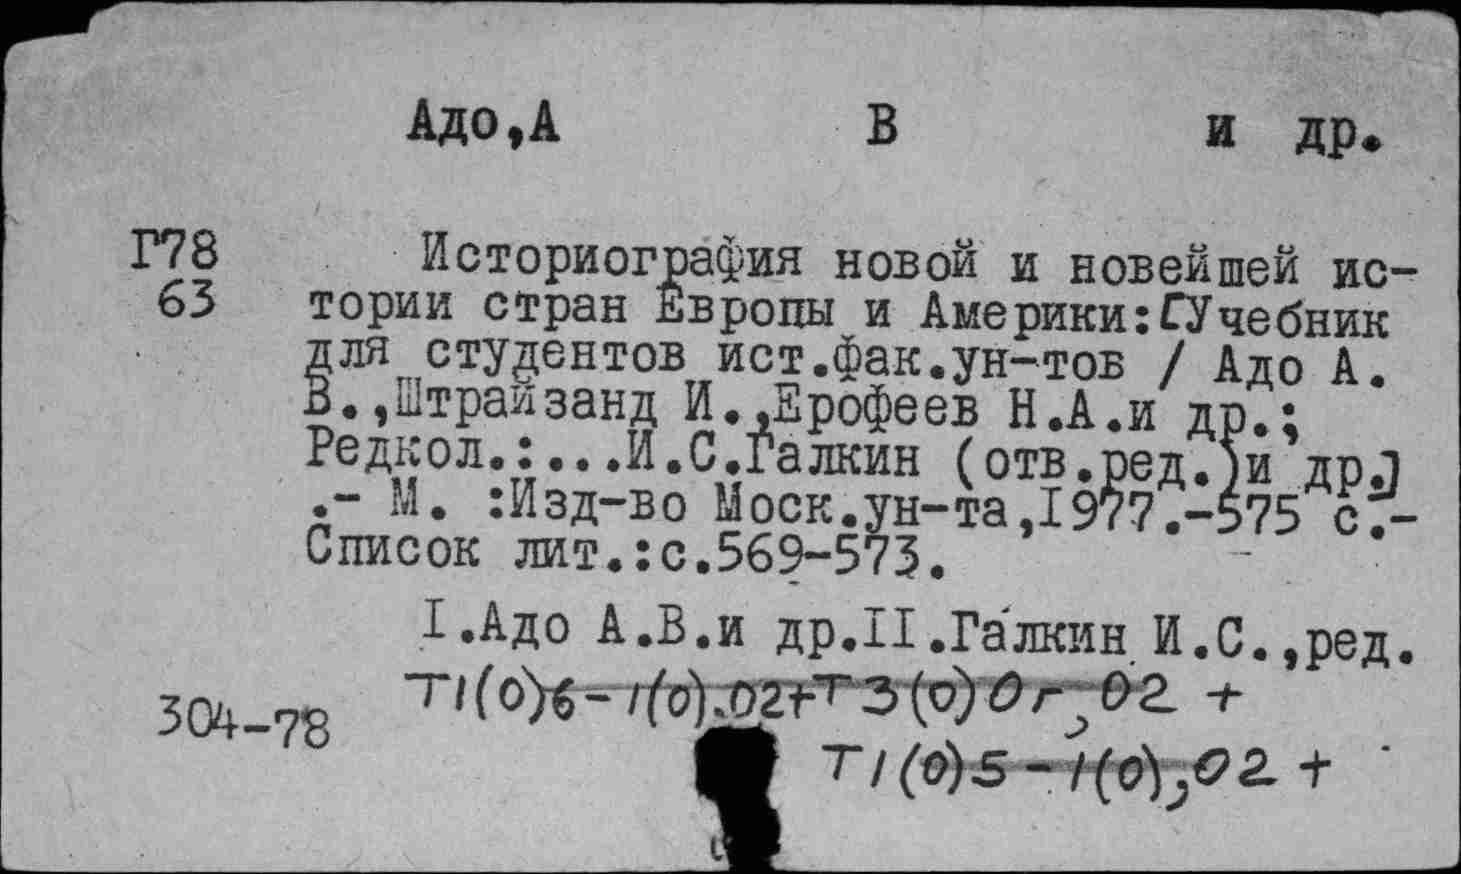 Адо,А В и др.
Г78 Историография новой и новейшей ис-
63 тории стран Европы и Америки:[Учебник
для студентов ист.фак.ун-тов / Адо А.
В.,Штрайзанд И.,Ерофеев Н.А.и др.;
Редкол.:...И.С.Галкин (отв.ред.)и др.]
.- М. :Изд-во Моск.ун-та,1977.-575 с.-
Список лит.:с.569-573.
I.Адо А.В.и др.II.Галкин И.С.,ред.
304-78 Т1(0)6-1(0),02+Т3(0)0г,02 +
Т1(0)5-1(0),02 +